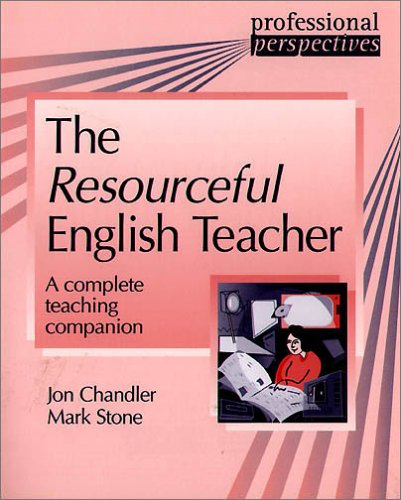 professional
perspectives
The
Resourceful
English Teacher
A complete
teaching
companion
Jon Chandler
Mark Stone